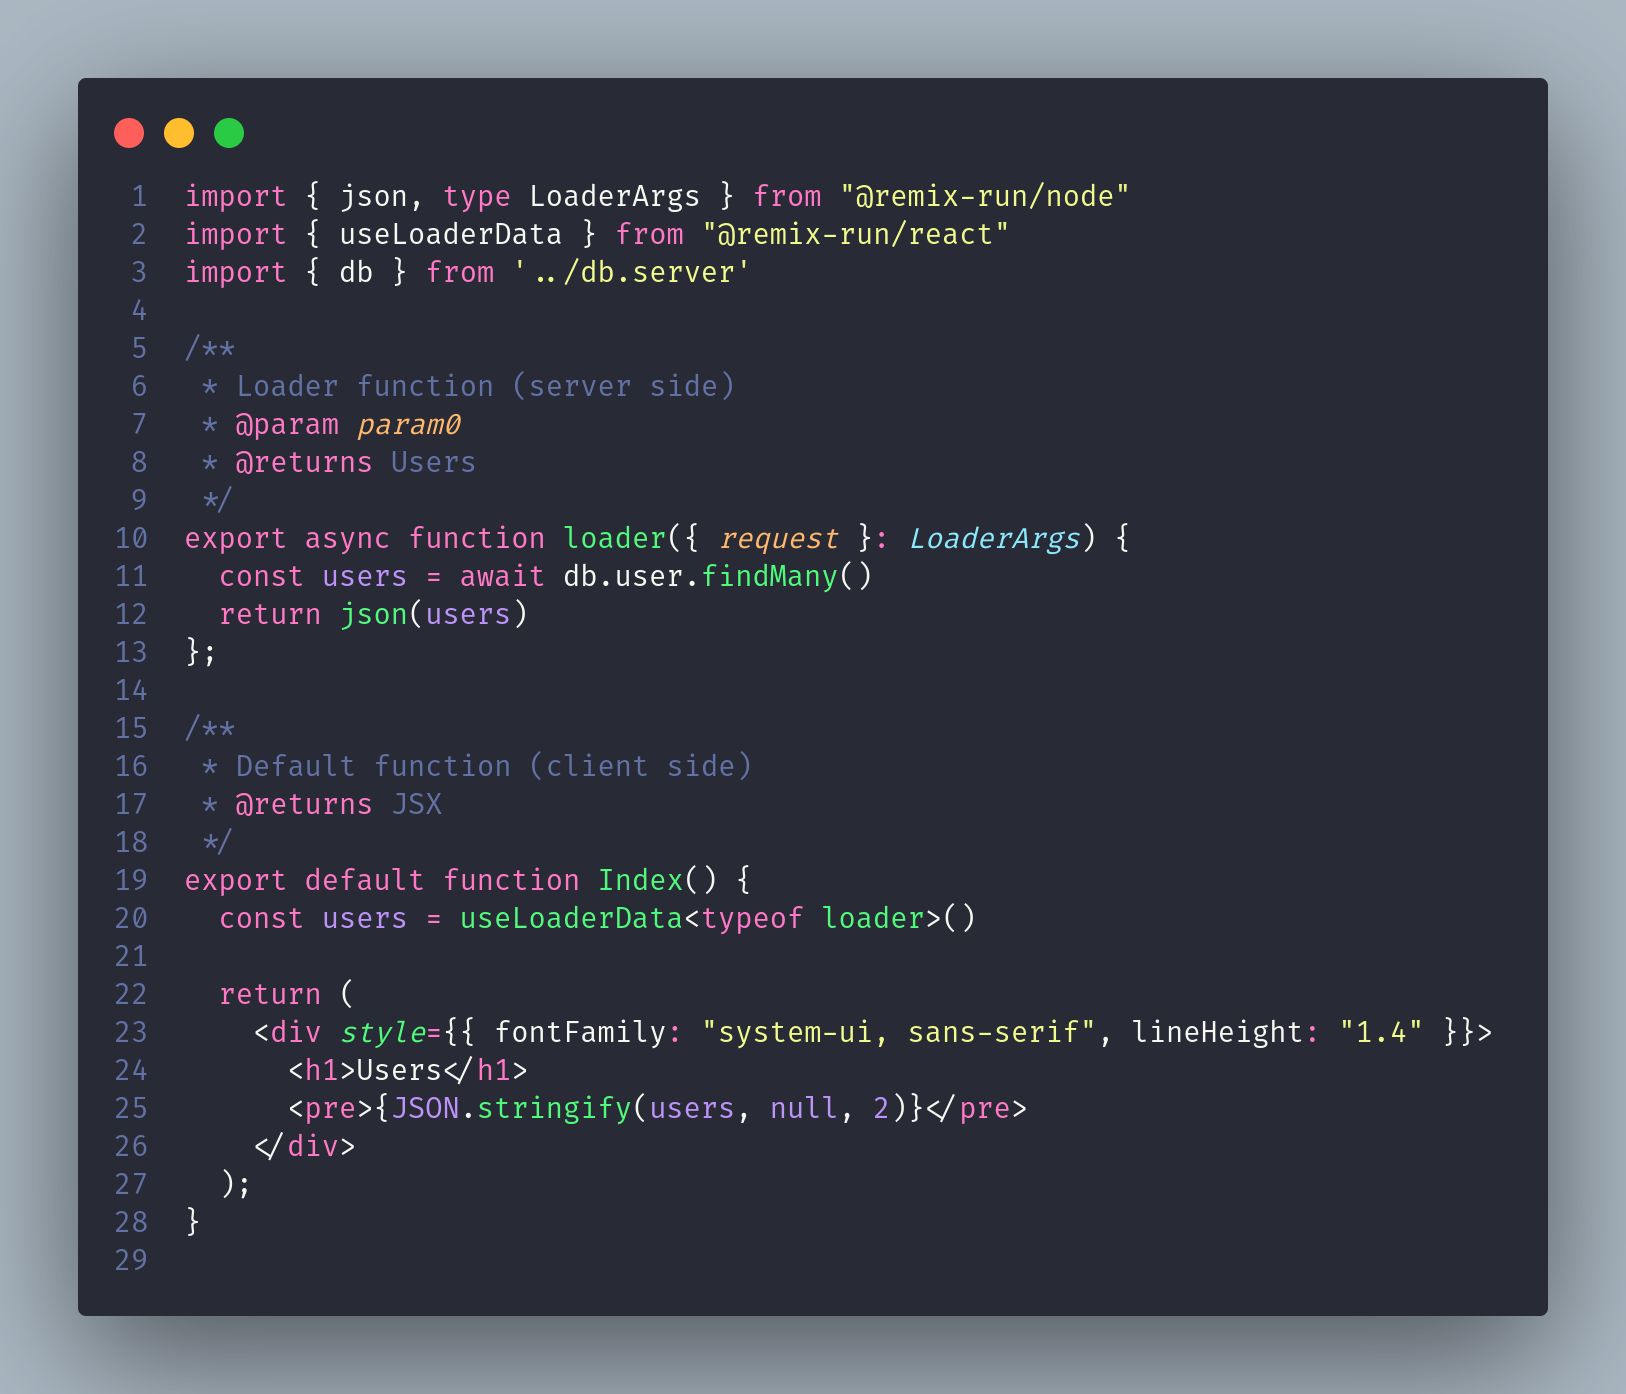 1 import { json, type LoaderArgs } from "@remix-run/node"
2 import { useLoaderData } from "@remix-run/react"
3 import { db } from '../db.server'
4
5 /**
6  * Loader function (server side)
7  * @param param0
8  * @returns Users
9  */
10 export async function loader({ request }: LoaderArgs) {
11   const users = await db.user.findMany()
12   return json(users)
13 };
14
15 /**
16  * Default function (client side)
17  * @returns JSX
18  */
19 export default function Index() {
20   const users = useLoaderData<typeof loader>()
21
22   return (
23     <div style={{ fontFamily: "system-ui, sans-serif", lineHeight: "1.4" }}>
24       <h1>Users</h1>
25       <pre>{JSON.stringify(users, null, 2)}</pre>
26     </div>
27   );
28 }
29